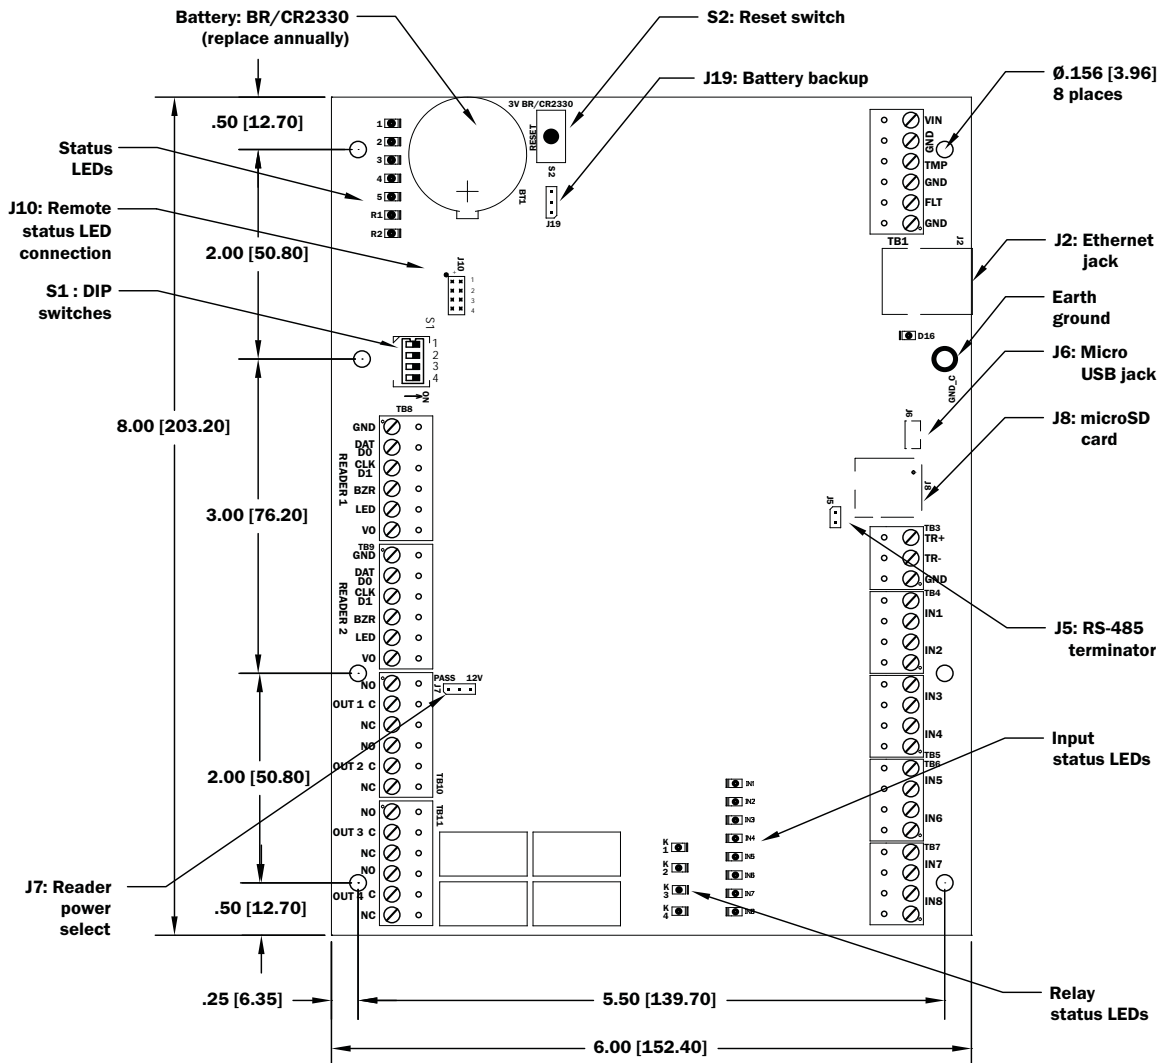 Battery: BR/CR2330
(replace annually)
S2: Reset switch
J19: Battery backup
Ø.156 [3.96]
8 places
.50 [12.70]
Status
LEDs
J10: Remote
status LED
connection
2.00 [50.80]
S1 : DIP
switches
8.00 [203.20]
3.00 [76.20]
2.00 [50.80]
J7: Reader
power
select
.50 [12.70]
.25 [6.35]
5.50 [139.70]
6.00 [152.40]
J2: Ethernet
jack
Earth
ground
J6: Micro
USB jack
J8: microSD
card
J5: RS-485
terminator
Input
status LEDs
Relay
status LEDs
3V BR/CR2330
RESET
S2
BT1
J19
1
2
3
4
5
R1
R2
J10
1
2
3
4
S1
1
2
3
4
ON
TB8
GND
DAT
D0
CLK
D1
BZR
LED
VO
READER 1
TB9
GND
DAT
D0
CLK
D1
BZR
LED
VO
READER 2
PASS 12V
J7
NO
OUT 1 C
NC
NO
OUT 2 C
NC
TB10
TB11
NO
OUT 3 C
NC
NO
OUT 4 C
NC
K1
K2
K3
K4
IN1
IN2
IN3
IN4
IN5
IN6
IN7
IN8
VIN
GND
TMP
GND
FLT
GND
TB1
J2
D16
GND_C
J6
J8
J5
TB3
TR+
TR-
GND
TB4
IN1
IN2
IN3
IN4
TB5
TB6
IN5
IN6
TB7
IN7
IN8